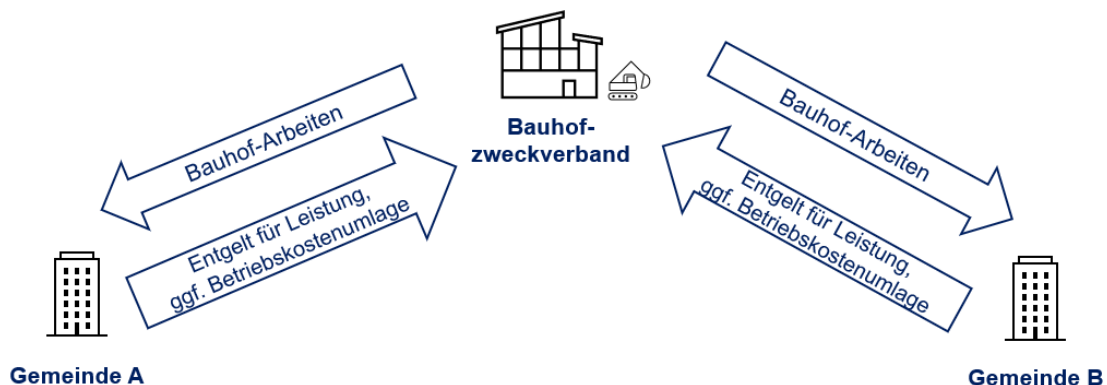 Bauhof-
zweckverband
Bauhof-Arbeiten
Entgelt für Leistung,
ggf. Betriebskostenumlage
Bauhof-Arbeiten
Entgelt für Leistung,
ggf. Betriebskostenumlage
Gemeinde A
Gemeinde B